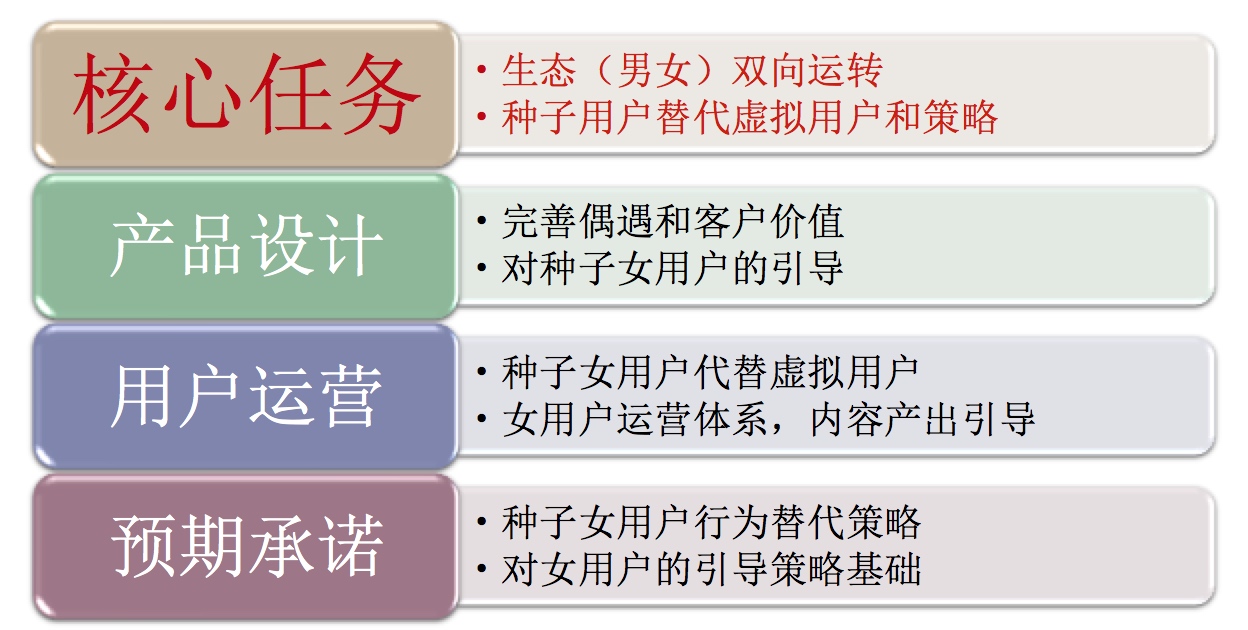 核心任务
• 生态（男女）双向运转
• 种子用户替代虚拟用户和策略
产品设计
• 完善偶遇和客户价值
• 对种子女用户的引导
用户运营
• 种子女用户代替虚拟用户
• 女用户运营体系，内容产出引导
预期承诺
• 种子女用户行为替代策略
• 对女用户的引导策略基础